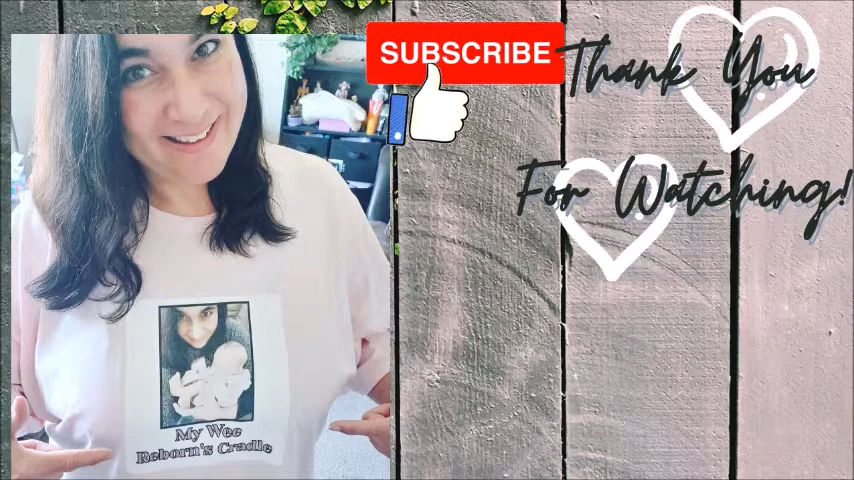 SUBSCRIBE
Thank You
For Watching!
My Wee
Reborn's Cradle